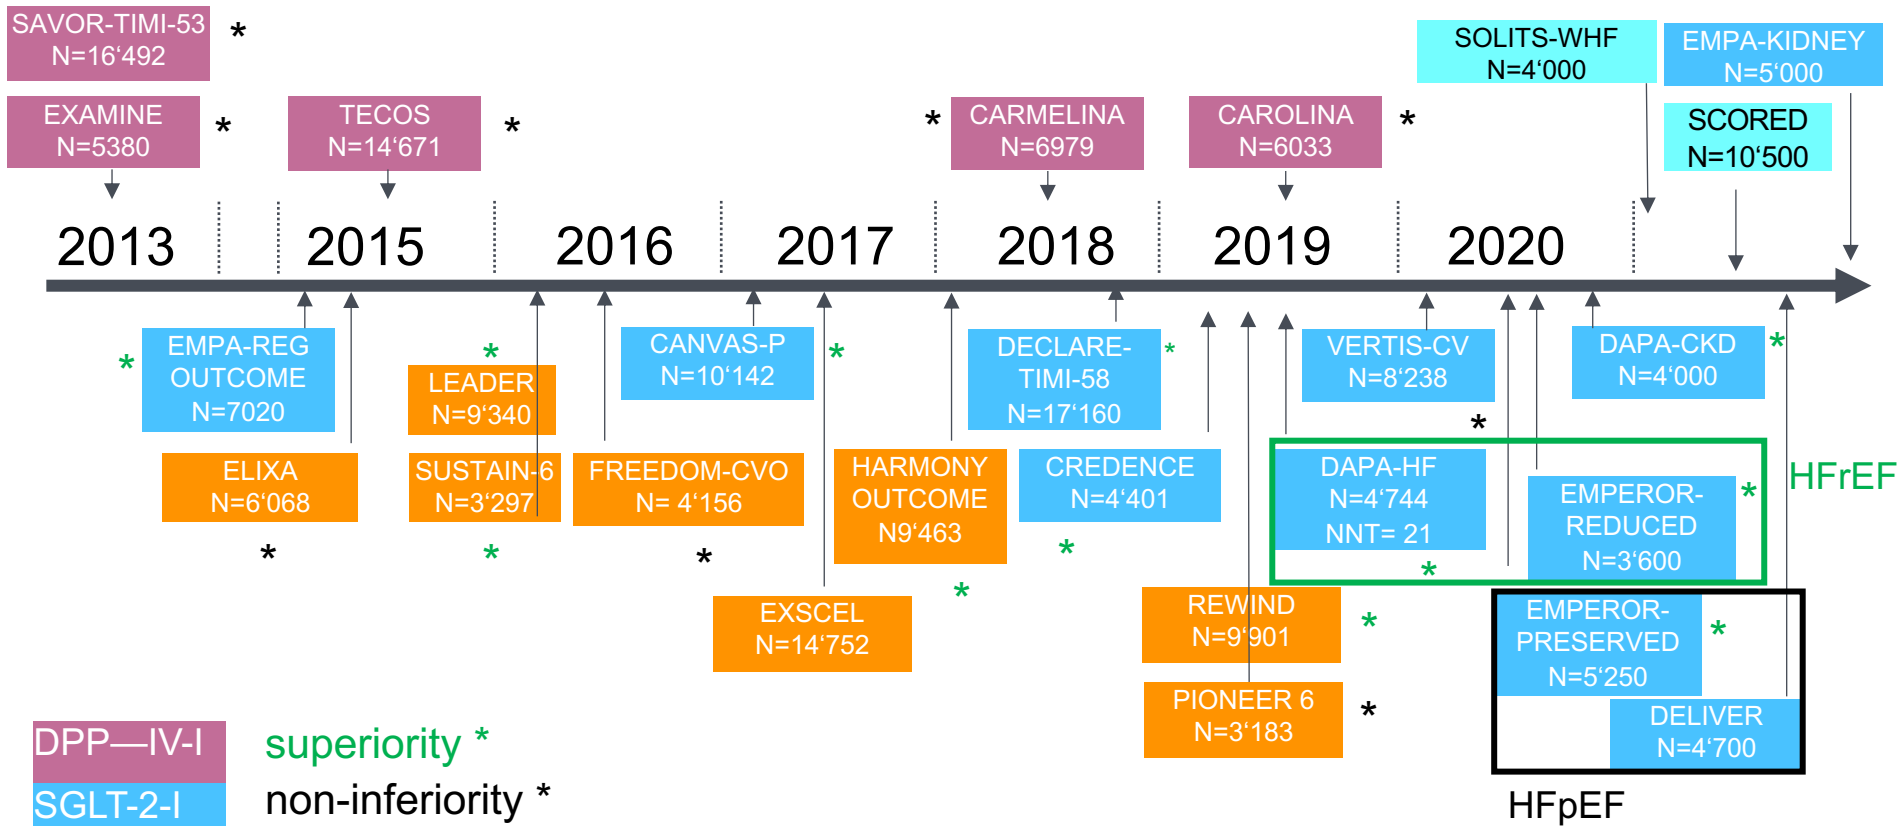 SAVOR-TIMI-53
N=16‘492
*
EXAMINE
N=5380
*
TECOS
N=14‘671
*
*
CARMELINA
N=6979
CAROLINA
N=6033
*
SOLITS-WHF
N=4‘000
EMPA-KIDNEY
N=5‘000
SCORED
N=10‘500
2013
2015
2016
2017
2018
2019
2020
*
EMPA-REG
OUTCOME
N=7020
ELIXA
N=6‘068
*
*
LEADER
N=9‘340
SUSTAIN-6
N=3‘297
*
FREEDOM-CVO
N= 4‘156
*
CANVAS-P
N=10‘142
*
EXSCEL
N=14‘752
HARMONY
OUTCOME
N9‘463
*
DECLARE-
TIMI-58
N=17‘160
*
CREDENCE
N=4‘401
*
REWIND
N=9‘901
*
PIONEER 6
N=3‘183
*
VERTIS-CV
N=8‘238
*
DAPA-HF
N=4‘744
NNT= 21
*
DAPA-CKD
N=4‘000
*
EMPEROR-
REDUCED
N=3‘600
*
HFrEF
EMPEROR-
PRESERVED
N=5‘250
*
DELIVER
N=4‘700
HFpEF
DPP—IV-I
SGLT-2-I
superiority *
non-inferiority *